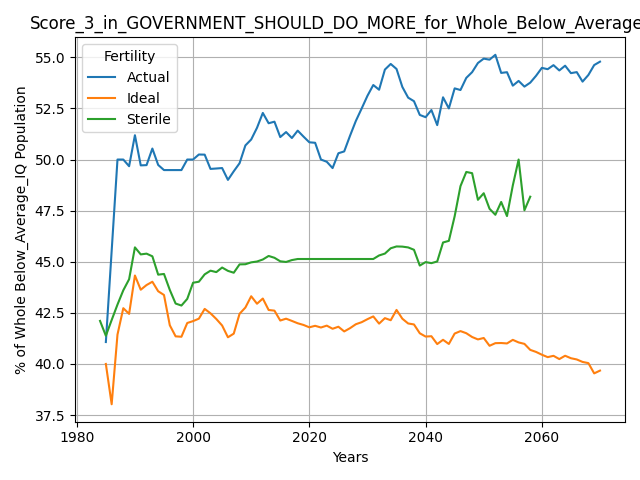 Score_3_in_GOVERNMENT_SHOULD_DO_MORE_for_Whole_Below_Average
Fertility
Actual
Ideal
Sterile
55.0
52.5
50.0
47.5
45.0
42.5
40.0
37.5
% of Whole Below_Average_IQ Population
1980
2000
2020
2040
2060
Years